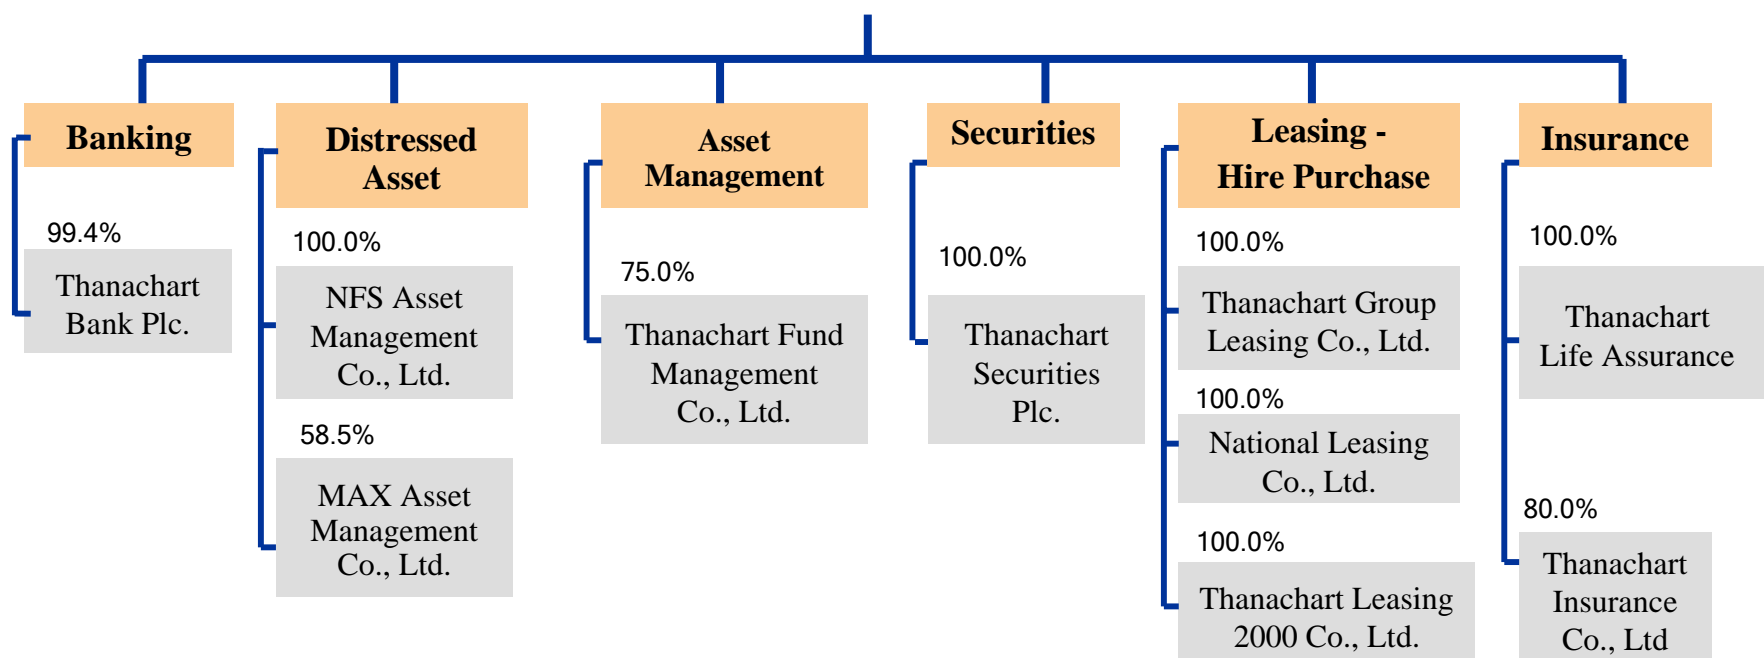 Banking
99.4%
Thanachart
Bank Plc.
Distressed
Asset
100.0%
NFS Asset
Management
Co., Ltd.
58.5%
MAX Asset
Management
Co., Ltd.
Asset
Management
75.0%
Thanachart Fund
Management
Co., Ltd.
Securities
100.0%
Thanachart
Securities
Plc.
Leasing -
Hire Purchase
100.0%
Thanachart Group
Leasing Co., Ltd.
100.0%
National Leasing
Co., Ltd.
100.0%
Thanachart Leasing
2000 Co., Ltd.
Insurance
100.0%
Thanachart
Life Assurance
80.0%
Thanachart
Insurance
Co., Ltd